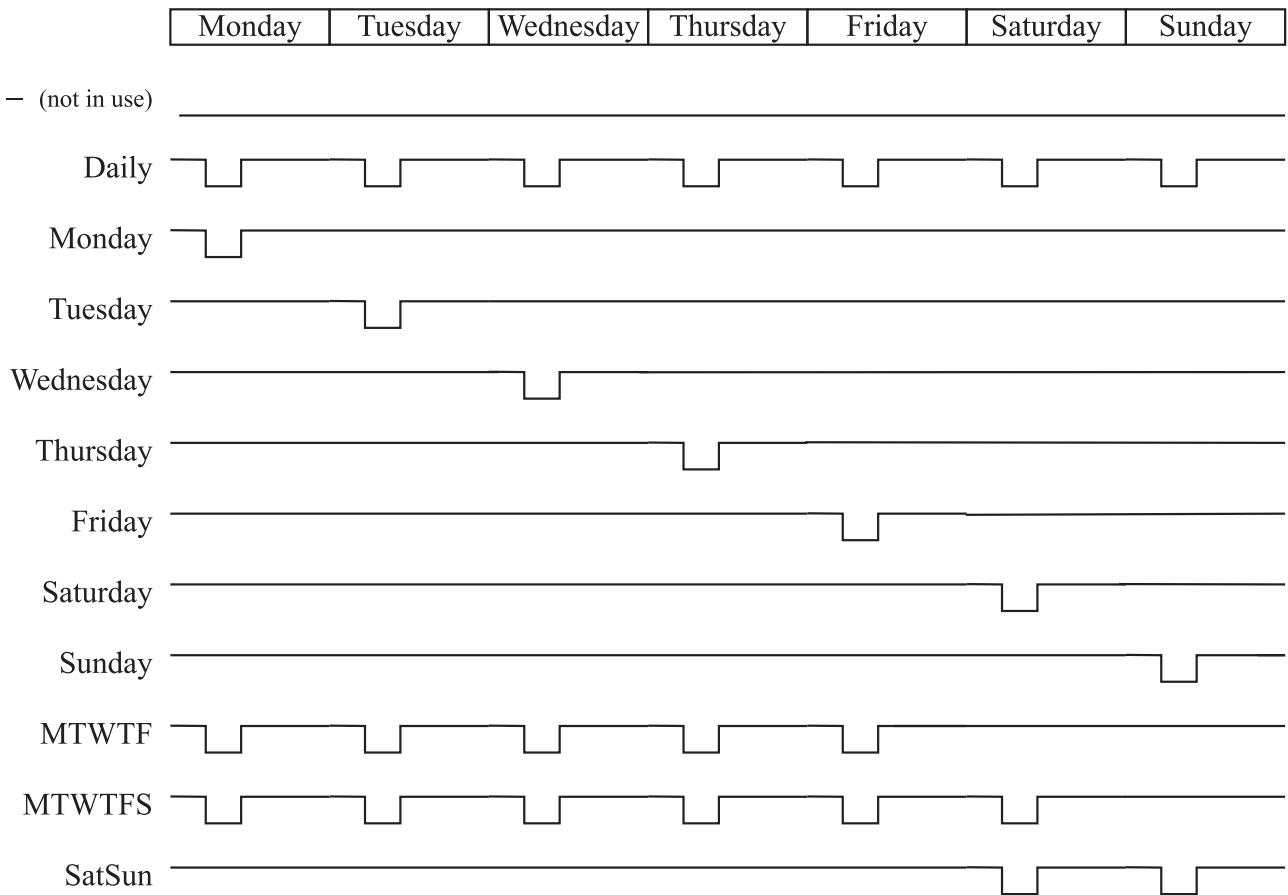 Monday Tuesday Wednesday Thursday Friday Saturday Sunday
– (not in use)
Daily
Monday
Tuesday
Wednesday
Thursday
Friday
Saturday
Sunday
MTWTF
MTWTFS
SatSun